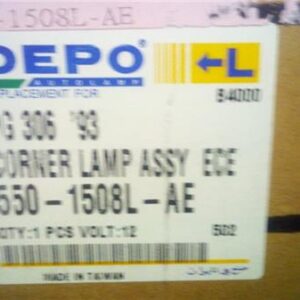 -1508L-AE
DEPO®
AUTOLAMP
L
PLACEMENT FOR
B4000
G 306 '93
CORNER LAMP ASSY ECE
550-1508L-AE
QTY:1 PCS VOLT:12
502
MADE IN TAIWAN